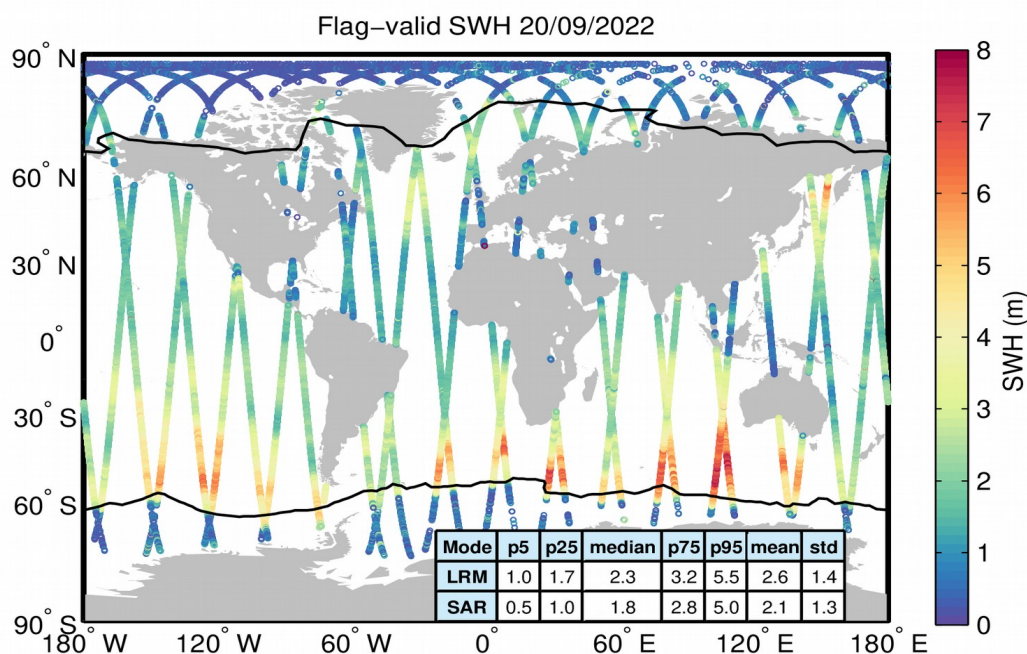 Flag−valid SWH 20/09/2022
90° N
60° N
30° N
0°
30° S
60° S
90° S
180° W
120° W
60° W
0°
60° E
120° E
180° E
Mode p5 p25 median p75 p95 mean std
LRM 1.0 1.7 2.3 3.2 5.5 2.6 1.4
SAR 0.5 1.0 1.8 2.8 5.0 2.1 1.3
8
7
6
5
4
3
2
1
0
SWH (m)